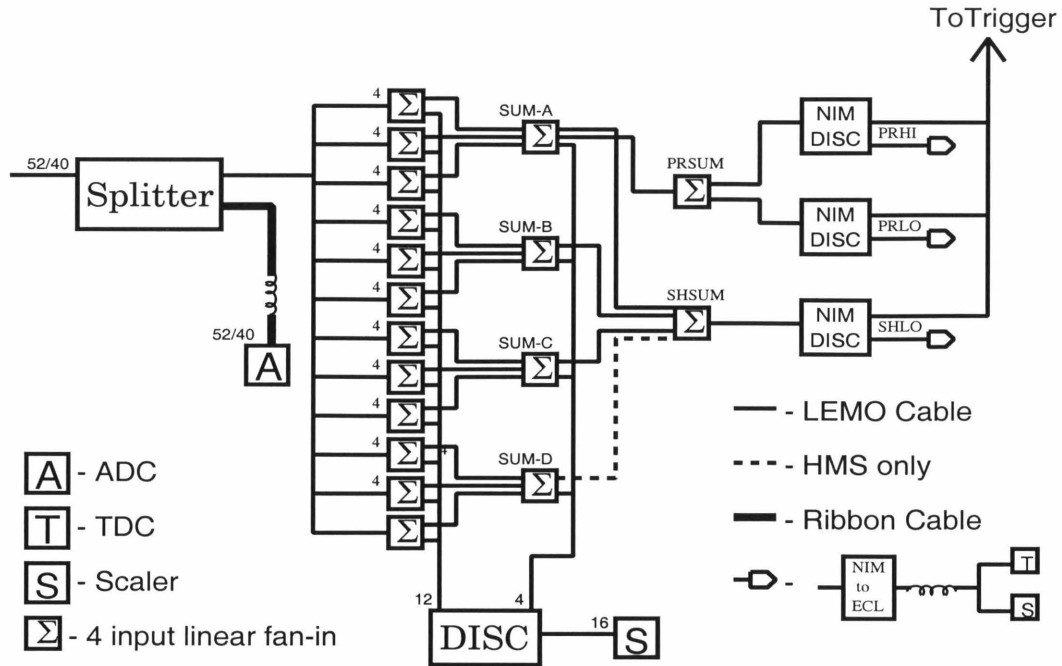 ToTrigger
4 Σ
SUM-A
NIM
DISC
PRHI
4 Σ
Σ
52/40
Splitter
4 Σ
PRSUM
Σ
4 Σ
SUM-B
NIM
DISC
PRLO
4 Σ
Σ
4 Σ
SHSUM
Σ
NIM
DISC
SHLO
52/40
A
4 Σ
SUM-C
4 Σ
Σ
4 Σ
4 Σ
4
SUM-D
4 Σ
Σ
Σ
12
4
DISC
16
S
A - ADC
T - TDC
S - Scaler
Σ - 4 input linear fan-in
- LEMO Cable
- HMS only
- Ribbon Cable
-
NIM
to
ECL
T
S